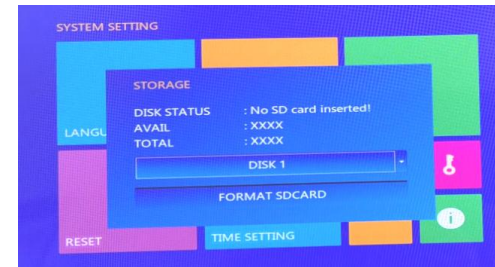 SYSTEM SETTING
STORAGE
DISK STATUS : No SD card inserted!
AVAIL : XXXX
TOTAL : XXXX
DISK 1
FORMAT SDCARD
LANGU
RESET
TIME SETTING
i